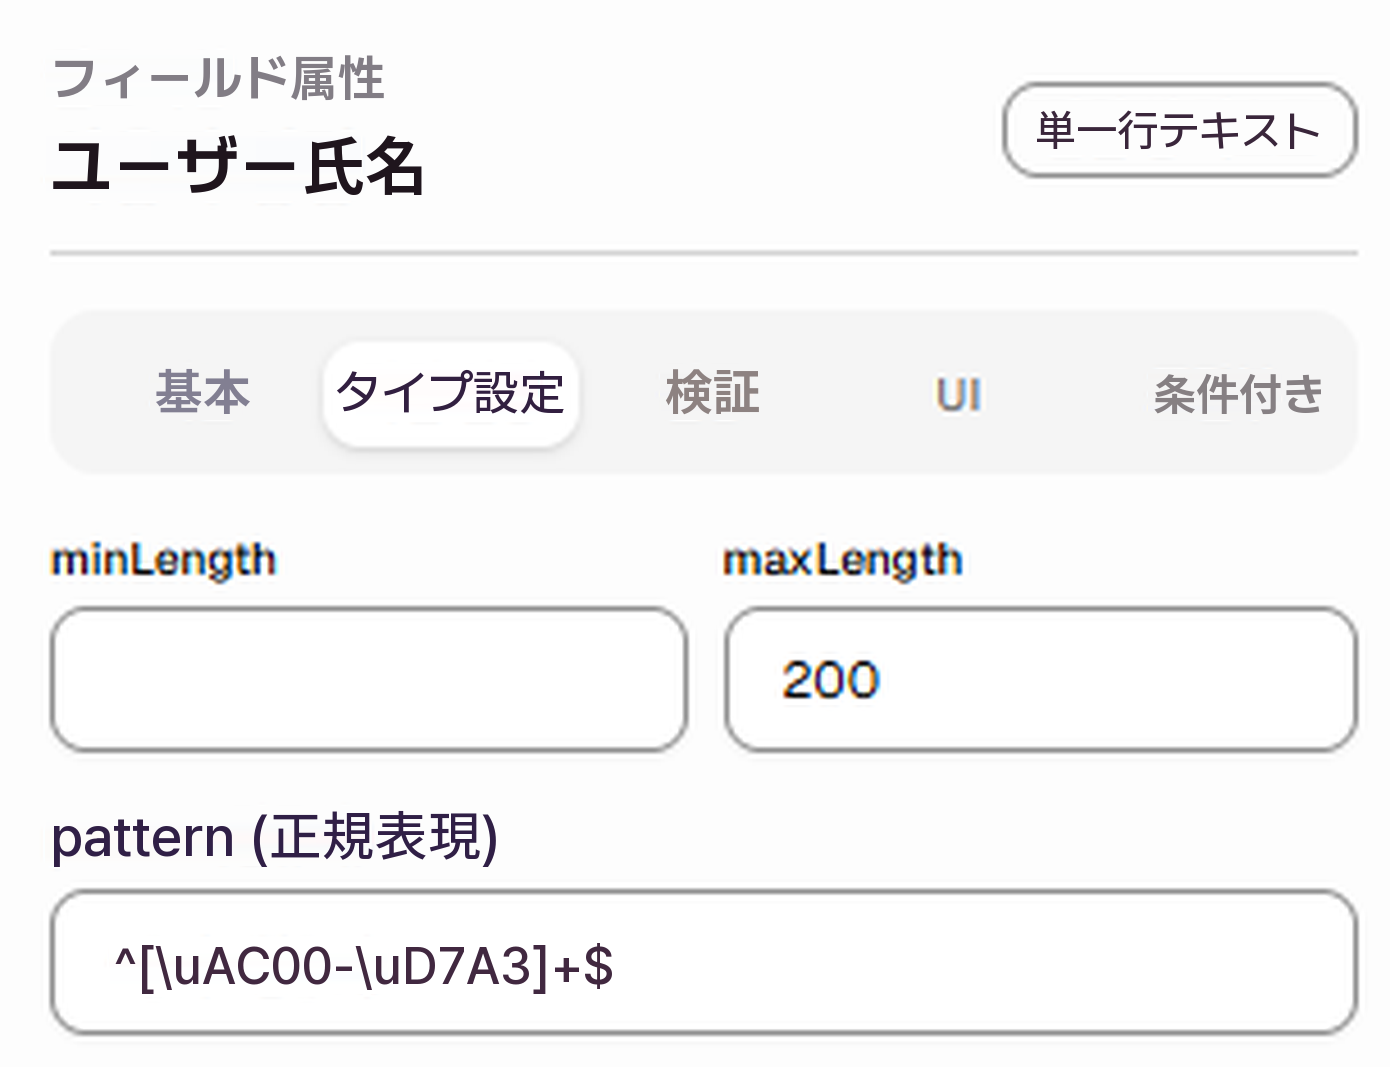 フィールド属性
ユーザー氏名
単一行テキスト
基本 タイプ設定 検証 UI 条件付き
minLength maxLength
200
pattern (正規表現)
^[\uAC00-\uD7A3]+$